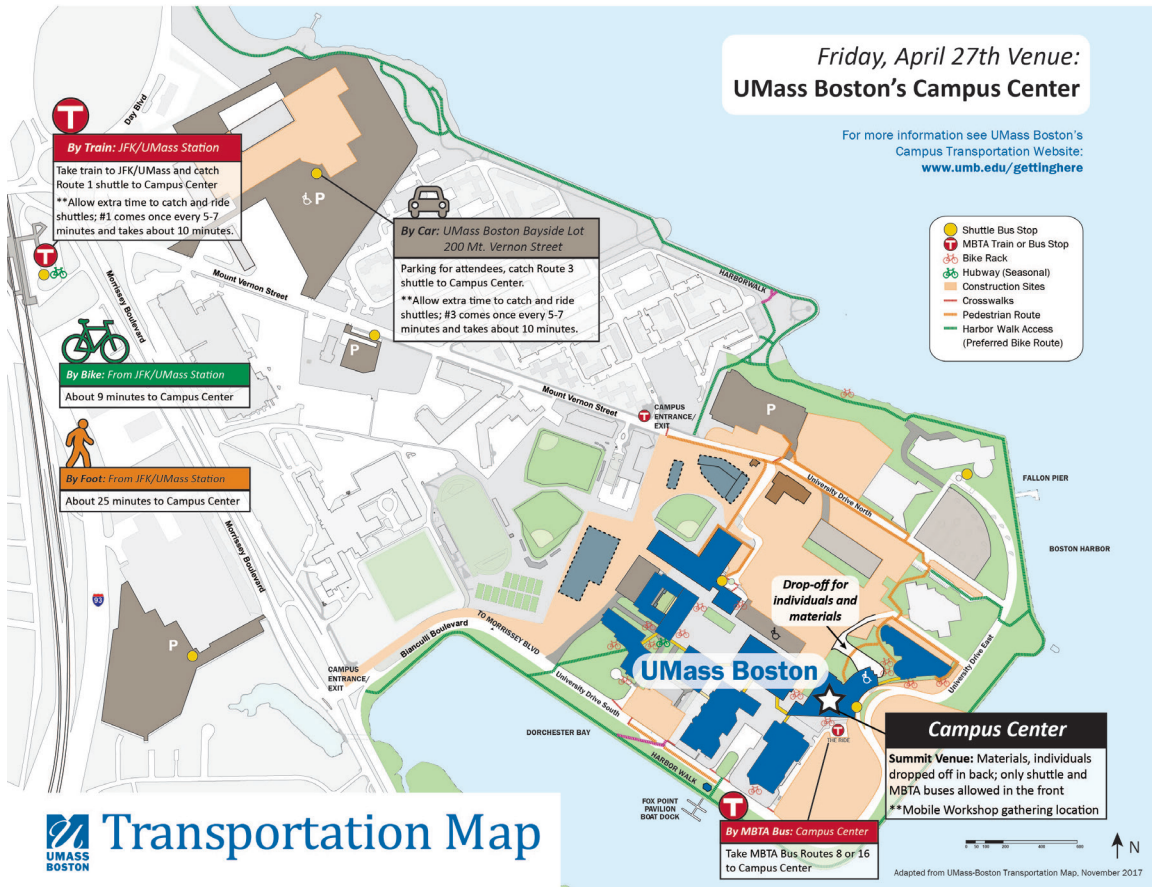 Friday, April 27th Venue:
UMass Boston's Campus Center
For more information see UMass Boston's
Campus Transportation Website:
www.umb.edu/gettinghere
Day Blvd
T
By Train: JFK/UMass Station
Take train to JFK/UMass and catch
Route 1 shuttle to Campus Center
**Allow extra time to catch and ride
shuttles; #1 comes once every 5-7
minutes and takes about 10 minutes.
P
By Car: UMass Boston Bayside Lot
200 Mt. Vernon Street
Parking for attendees, catch Route 3
shuttle to Campus Center.
**Allow extra time to catch and ride
shuttles; #3 comes once every 5-7
minutes and takes about 10 minutes.
Shuttle Bus Stop
T MBTA Train or Bus Stop
Bike Rack
Hubway (Seasonal)
Construction Sites
Crosswalks
Pedestrian Route
Harbor Walk Access
(Preferred Bike Route)
T
Morrissey Boulevard
Mount Vernon Street
HARBORWALK
P
By Bike: From JFK/UMass Station
About 9 minutes to Campus Center
Mount Vernon Street
T
CAMPUS
ENTRANCE/
EXIT
P
By Foot: From JFK/UMass Station
About 25 minutes to Campus Center
University Drive North
FALLON PIER
BOSTON HARBOR
Morrissey Boulevard
93
P
Drop-off for
individuals and
materials
TO MORRISSEY BLVD
Bianculli Boulevard
CAMPUS
ENTRANCE/
EXIT
UMass Boston
University Drive East
University Drive South
DORCHESTER BAY
HARBOR WALK
T
THE RIDE
Campus Center
Summit Venue: Materials, individuals
dropped off in back; only shuttle and
MBTA buses allowed in the front
**Mobile Workshop gathering location
FOX POINT
PAVILION
BOAT DOCK
T
By MBTA Bus: Campus Center
Take MBTA Bus Routes 8 or 16
to Campus Center
UMASS
BOSTON
Transportation Map
0 50 100 200 400 600
N
Adapted from UMass-Boston Transportation Map, November 2017